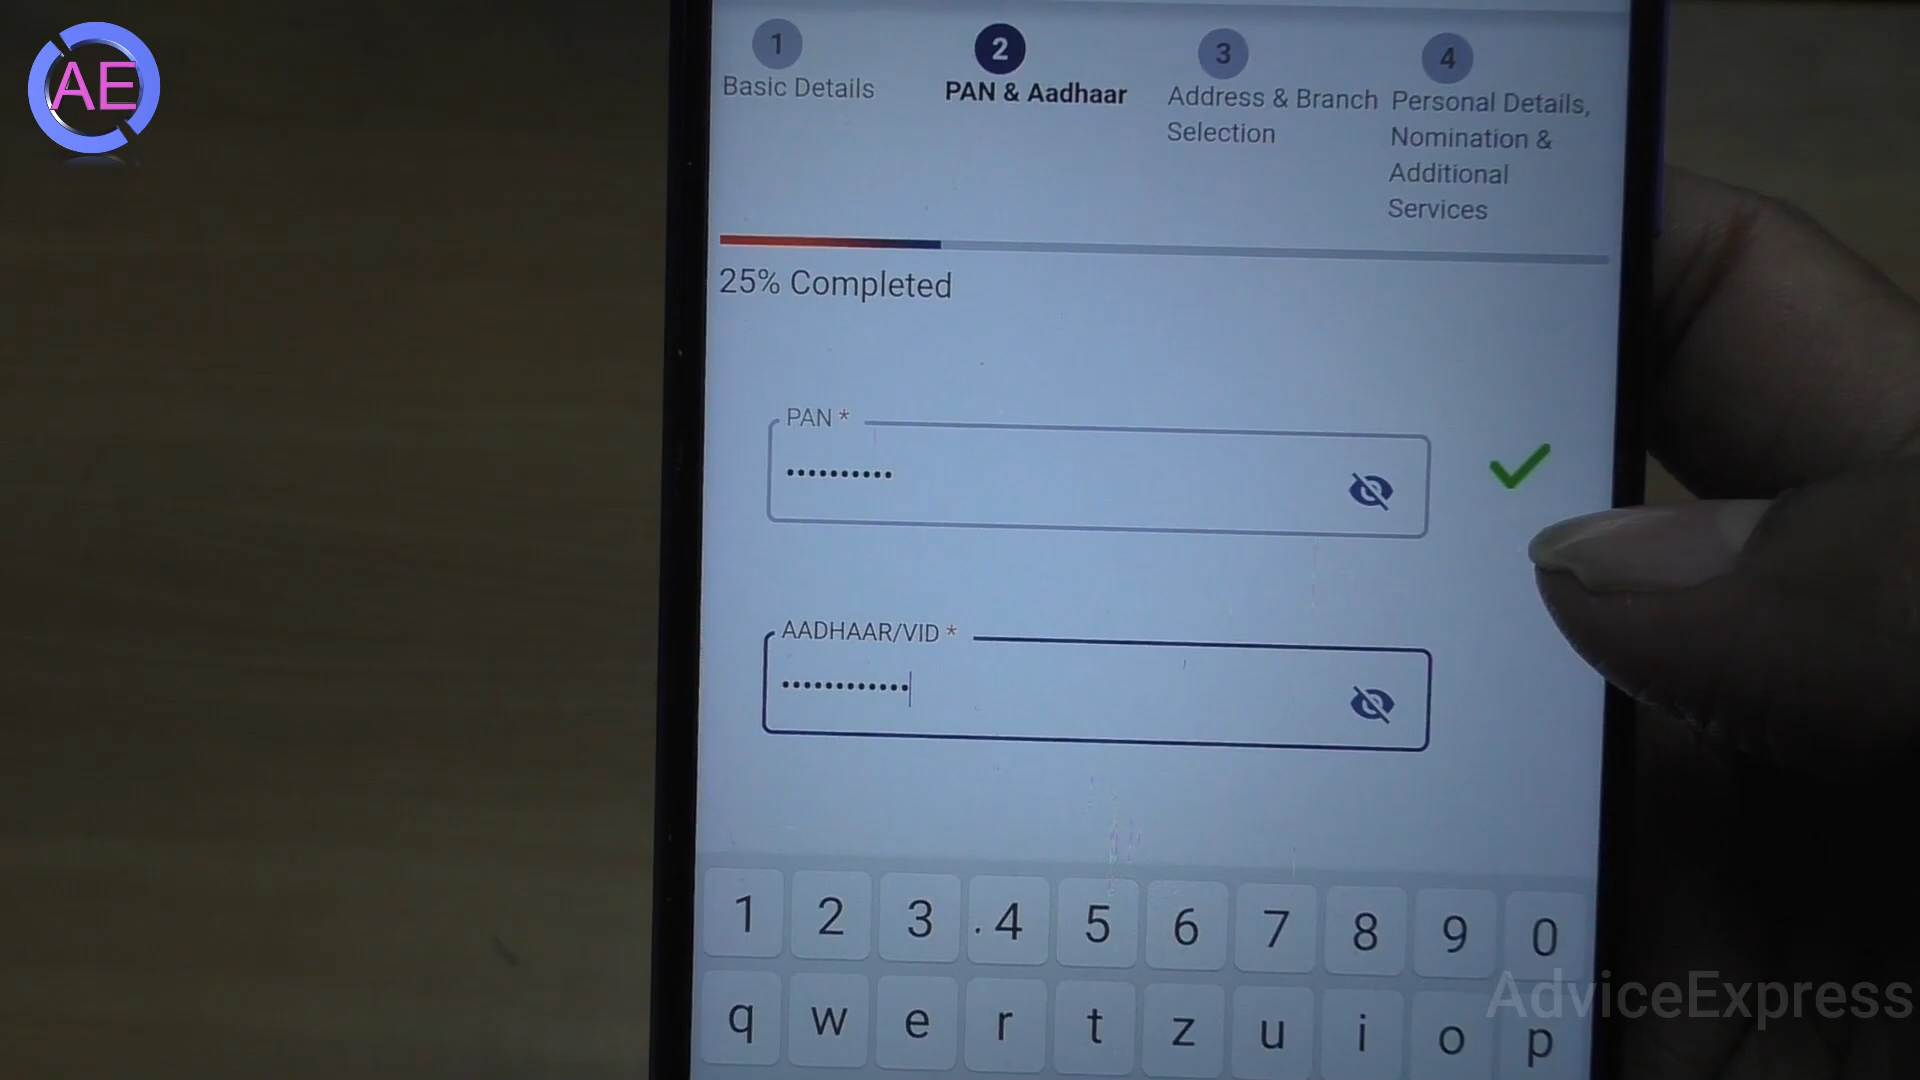 AE
1
Basic Details
2
PAN & Aadhaar
3
Address & Branch
Selection
4
Personal Details,
Nomination &
Additional
Services
25% Completed
PAN *
••••••••••
AADHAAR/VID *
••••••••••••
1 2 3 4 5 6 7 8 9 0
q w e r t z u i o p
AdviceExpress